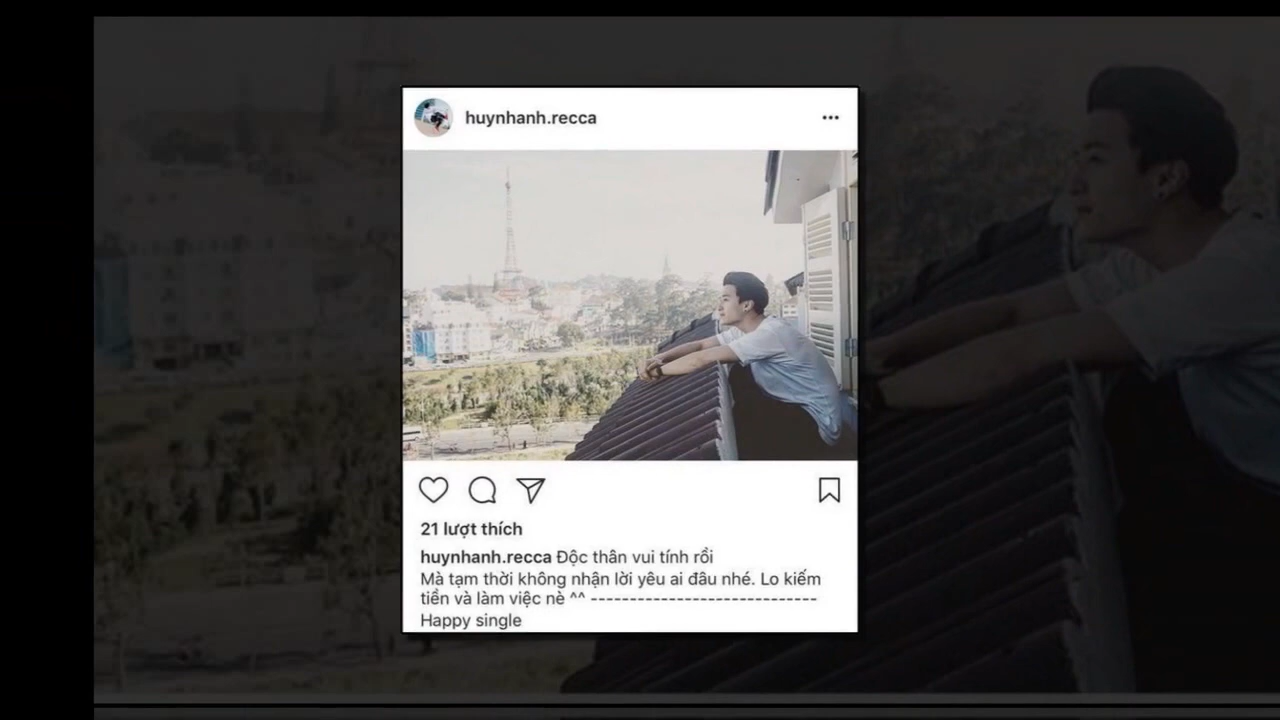 huynhanh.recca
21 lượt thích
huynhanh.recca Độc thân vui tính rồi
Mà tạm thời không nhận lời yêu ai đâu nhé. Lo kiếm
tiền và làm việc nè ^^ -----------------------------
Happy single